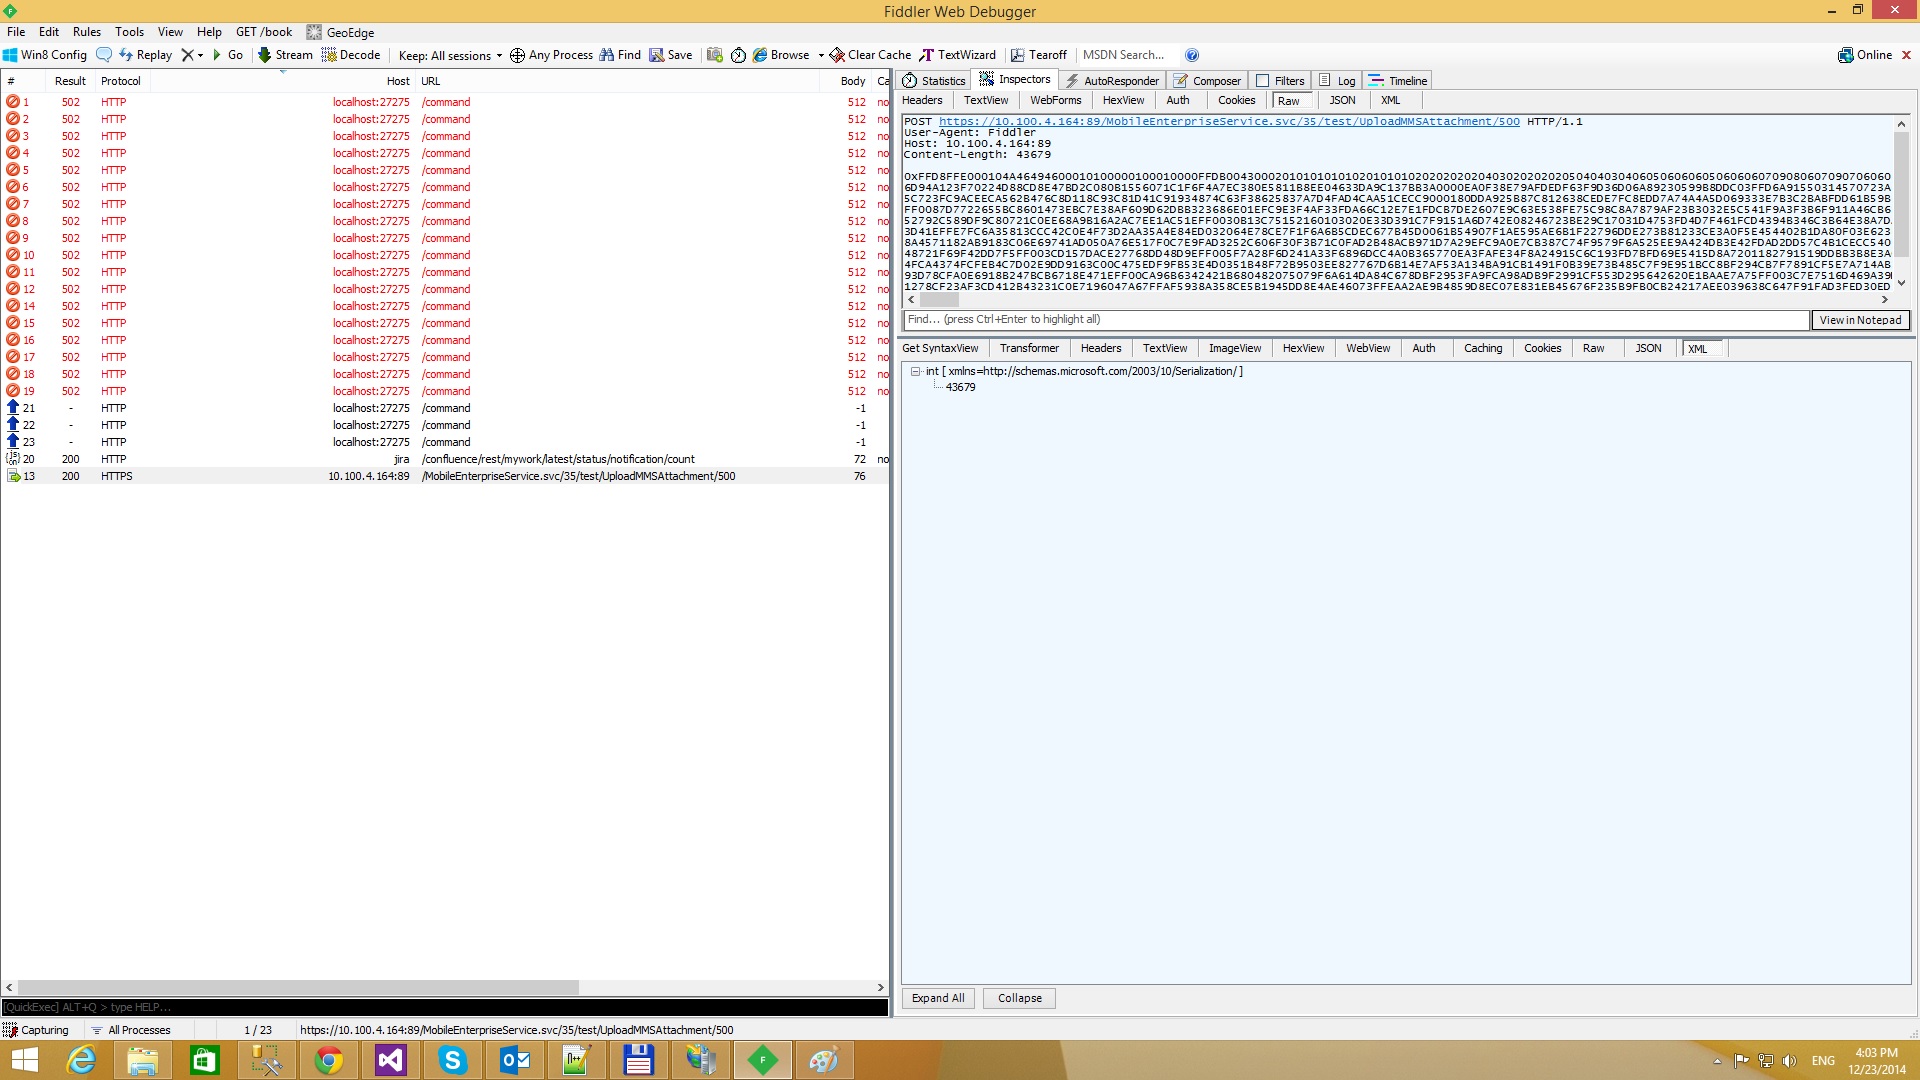 Fiddler Web Debugger
File Edit Rules Tools View Help GET /book GeoEdge
Win8 Config Replay Go Stream Decode Keep: All sessions Any Process Find Save Browse Clear Cache TextWizard Tearoff MSDN Search... Online
# Result Protocol Host URL Body Ca
1 502 HTTP localhost:27275 /command 512 no
2 502 HTTP localhost:27275 /command 512 no
3 502 HTTP localhost:27275 /command 512 no
4 502 HTTP localhost:27275 /command 512 no
5 502 HTTP localhost:27275 /command 512 no
6 502 HTTP localhost:27275 /command 512 no
7 502 HTTP localhost:27275 /command 512 no
8 502 HTTP localhost:27275 /command 512 no
9 502 HTTP localhost:27275 /command 512 no
10 502 HTTP localhost:27275 /command 512 no
11 502 HTTP localhost:27275 /command 512 no
12 502 HTTP localhost:27275 /command 512 no
14 502 HTTP localhost:27275 /command 512 no
15 502 HTTP localhost:27275 /command 512 no
16 502 HTTP localhost:27275 /command 512 no
17 502 HTTP localhost:27275 /command 512 no
18 502 HTTP localhost:27275 /command 512 no
19 502 HTTP localhost:27275 /command 512 no
21 - HTTP localhost:27275 /command -1
22 - HTTP localhost:27275 /command -1
23 - HTTP localhost:27275 /command -1
20 200 HTTP jira /confluence/rest/mywork/latest/status/notification/count 72 no
13 200 HTTPS 10.100.4.164:89 /MobileEnterpriseService.svc/35/test/UploadMMSAttachment/500 76
[QuickExec] ALT+Q > type HELP...
Capturing All Processes 1 / 23 https://10.100.4.164:89/MobileEnterpriseService.svc/35/test/UploadMMSAttachment/500
Statistics Inspectors AutoResponder Composer Filters Log Timeline
Headers TextView WebForms HexView Auth Cookies Raw JSON XML
POST https://10.100.4.164:89/MobileEnterpriseService.svc/35/test/UploadMMSAttachment/500 HTTP/1.1
User-Agent: Fiddler
Host: 10.100.4.164:89
Content-Length: 43679
Find... (press Ctrl+Enter to highlight all) View in Notepad
Get SyntaxView Transformer Headers TextView ImageView HexView WebView Auth Caching Cookies Raw JSON XML
int [ xmlns=http://schemas.microsoft.com/2003/10/Serialization/ ]
43679
Expand All Collapse
ENG 4:03 PM
12/23/2014